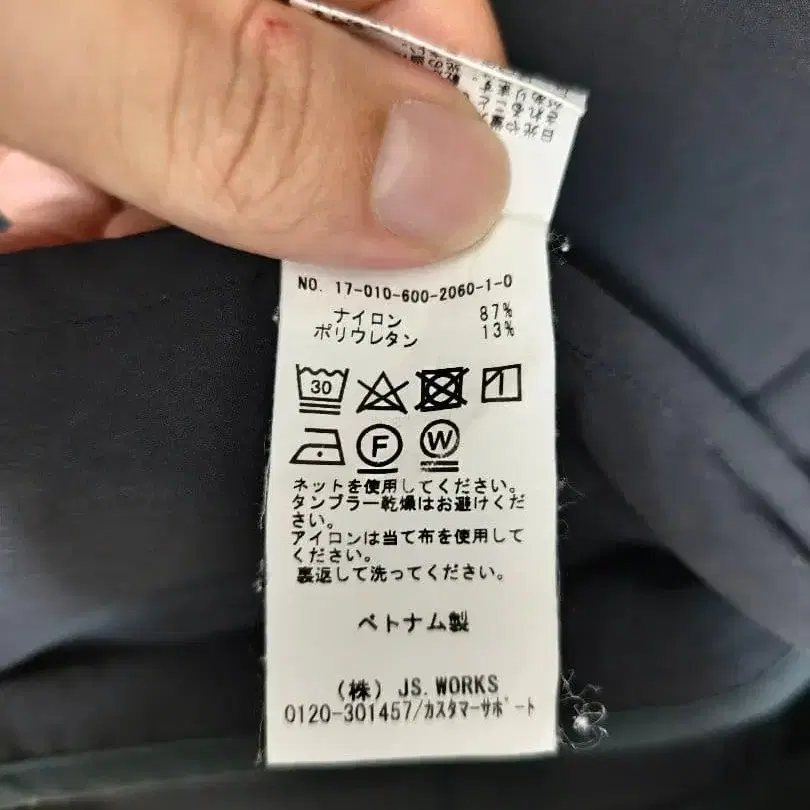 NO. 17-010-600-2060-1-0
ナイロン 87%
ポリウレタン 13%
30
F W
ネットを使用してください。
タンブラー乾燥はお避けくだ
さい。
アイロンは当て布を使用して
ください。
裏返して洗ってください。
ベトナム製
(株) JS.WORKS
0120-301457/カスタマーサポート